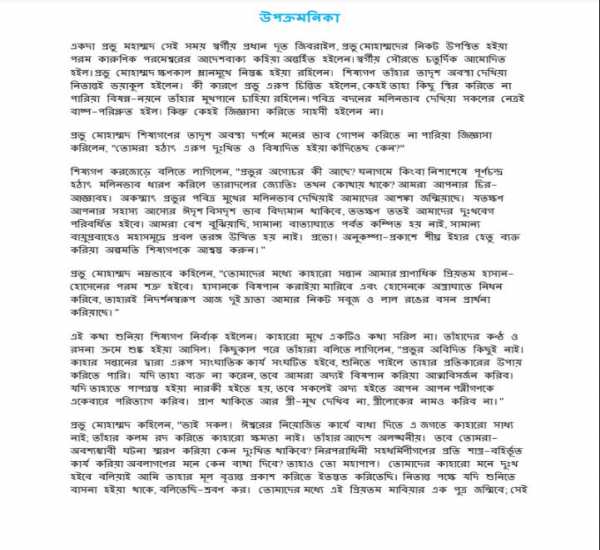 উপক্রমনিকা
একদা প্রভু মহাম্মদ সেই সময় স্বর্গীয় প্রধান দূত জিবরাইল, প্রভু মোহাম্মদের নিকট উপস্থিত হইয়া
পরম কারুণিক পরমেশ্বরের আদেশবাক্য কহিয়া অন্তর্হিত হইলেন। স্বর্গীয় সৌরভে চতুর্দিক আমোদিত
হইল। প্রভু মোহাম্মদ ক্ষণকাল ম্লানমুখে নিস্তব্ধ হইয়া রহিলেন। শিষ্যগণ তাঁহার তাদৃশ অবস্থা দেখিয়া
নিতান্তই ভয়াকুল হইলেন। কী কারণে প্রভু এরূপ চিন্তিত হইলেন, কেহই তাহা কিছু স্থির করিতে না
পারিয়া বিষণ্ন-নয়নে তাঁহার মুখপানে চাহিয়া রহিলেন। পবিত্র বদনের মলিনভাব দেখিয়া সকলের নেত্রই
বাষ্প-পরিপ্লুত হইল। কিন্তু কেহই জিজ্ঞাসা করিতে সাহসী হইলেন না।
প্রভু মোহাম্মদ শিষ্যগণের তাদৃশ অবস্থা দর্শনে মনের ভাব গোপন করিতে না পারিয়া জিজ্ঞাসা
করিলেন, "তোমরা হঠাৎ এরূপ দুঃখিত ও বিষাদিত হইয়া কাঁদিতেছ কেন?"
শিষ্যগণ করজোড়ে বলিতে লাগিলেন, "প্রভুর অগোচর কী আছে? ঘনাগমে কিংবা নিশাশেষে পূর্ণচন্দ্র
হঠাৎ মলিনভাব ধারণ করিলে তারাদলের জ্যোতিঃ তখন কোথায় থাকে? আমরা আপনার চির-
আজ্ঞাবহ। অকস্মাৎ প্রভুর পবিত্র মুখের মলিনভাব দেখিয়াই আমাদের আশঙ্কা জন্মিয়াছে। যতক্ষণ
আপনার সহাস্য আস্যের ঈদৃশ বিসদৃশ ভাব বিদ্যমান থাকিবে, ততক্ষণ ততই আমাদের দুঃখবেগ
পরিবর্ধিত হইবে। আমরা বেশ বুঝিয়াছি, সামান্য বাত্যাঘাতে পর্বত কম্পিত হয় নাই, সামান্য
বায়ুপ্রবাহেও মহাসমুদ্রে প্রবল তরঙ্গ উত্থিত হয় নাই। প্রভো! অনুকম্পা-প্রকাশে শীঘ্র ইহার হেতু ব্যক্ত
করিয়া অল্পমতি শিষ্যগণকে আশ্বস্ত করুন।"
প্রভু মোহাম্মদ নম্রভাবে কহিলেন, "তোমাদের মধ্যে কাহারো সন্তান আমার প্রাণাধিক প্রিয়তম হাসান-
হোসেনের পরম শত্রু হইবে। হাসানকে বিষপান করাইয়া মারিবে এবং হোসেনকে অস্ত্রাঘাতে নিধন
করিবে, তাহারই নিদর্শনস্বরূপ আজ দুই ভ্রাতা আমার নিকট সবুজ ও লাল রঙের বসন প্রার্থনা
করিয়াছে।"
এই কথা শুনিয়া শিষ্যগণ নির্বাক হইলেন। কাহারো মুখে একটিও কথা সরিল না। তাঁহাদের কণ্ঠ ও
রসনা ক্রমে শুষ্ক হইয়া আসিল। কিছুকাল পরে তাঁহারা বলিতে লাগিলেন, "প্রভুর অবিদিত কিছুই নাই।
কাহার সন্তানের দ্বারা এরূপ সাংঘাতিক কার্য সংঘটিত হইবে, শুনিতে পাইলে তাহার প্রতিকারের উপায়
করিতে পারি। যদি তাহা ব্যক্ত না করেন, তবে আমরা অদ্যই বিষপান করিয়া আত্মবিসর্জন করিব।
যদি তাহাতে পাপগ্রস্ত হইয়া নারকী হইতে হয়, তবে সকলেই অদ্য হইতে আপন আপন পত্নীগণকে
একেবারে পরিত্যাগ করিব। প্রাণ থাকিতে আর স্ত্রী-মুখ দেখিব না, স্ত্রীলোকের নামও করিব না।"
প্রভু মোহাম্মদ কহিলেন, "ভাই সকল। ঈশ্বরের নিয়োজিত কার্যে বাধা দিতে এ জগতে কাহারো সাধ্য
নাই; তাঁহার কলম রদ করিতে কাহারো ক্ষমতা নাই। তাঁহার আদেশ অলঙ্ঘনীয়। তবে তোমরা-
অবশ্যম্ভাবী ঘটনা স্মরণ করিয়া কেন দুঃখিত থাকিবে? নিরপরাধিনী সহধর্মিণীগণের প্রতি শাস্ত্র-বহির্ভূত
কার্য করিয়া অবলাগণের মনে কেন ব্যথা দিবে? তাহাও তো মহাপাপ। তোমাদের কাহারো মনে দুঃখ
হইবে বলিয়াই আমি তাহার মূল বৃত্তান্ত প্রকাশ করিতে ইতস্তত করিতেছি। নিতান্ত পক্ষে যদি শুনিতে
বাসনা হইয়া থাকে, বলিতেছি-শ্রবণ কর। তোমাদের মধ্যে এই প্রিয়তম মাবিয়ার এক পুত্র জন্মিবে; সেই